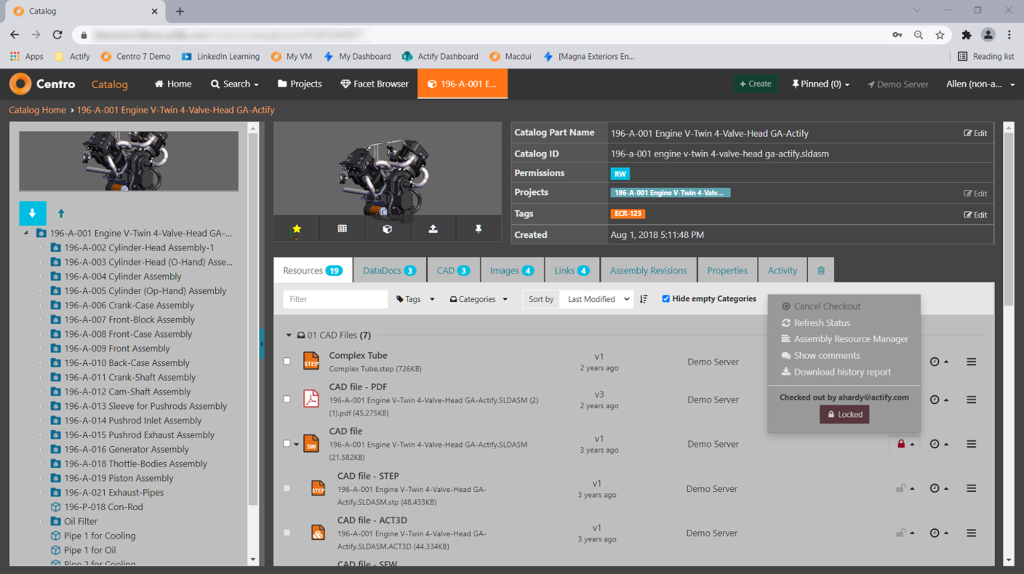 Catalog
Apps
Actify
Centro 7 Demo
LinkedIn Learning
My VM
My Dashboard
Actify Dashboard
Macdui
[Magna Exteriors En...
Reading list
Centro
Catalog
Home
Search
Projects
Facet Browser
196-A-001 E...
+ Create
Pinned (0)
Demo Server
Allen (non-a...
Catalog Home > 196-A-001 Engine V-Twin 4-Valve-Head GA-Actify
196-A-001 Engine V-Twin 4-Valve-Head GA-...
196-A-002 Cylinder-Head Assembly-1
196-A-003 Cylinder-Head (O-Hand) Asse...
196-A-004 Cylinder Assembly
196-A-005 Cylinder (Op-Hand) Assembly
196-A-006 Crank-Case Assembly
196-A-007 Front-Block Assembly
196-A-008 Front-Case Assembly
196-A-009 Front Assembly
196-A-010 Back-Case Assembly
196-A-011 Crank-Shaft Assembly
196-A-012 Cam-Shaft Assembly
196-A-013 Sleeve for Pushrods Assembly
196-A-014 Pushrod Inlet Assembly
196-A-015 Pushrod Exhaust Assembly
196-A-016 Generator Assembly
196-A-018 Thottle-Bodies Assembly
196-A-019 Piston Assembly
196-A-021 Exhaust-Pipes
196-P-018 Con-Rod
Oil Filter
Pipe 1 for Cooling
Pipe 1 for Oil
Pipe 2 for Cooling
Catalog Part Name
196-A-001 Engine V-Twin 4-Valve-Head GA-Actify
Edit
Catalog ID
196-a-001 engine v-twin 4-valve-head ga-actify.sldasm
Permissions
RW
Projects
196-A-001 Engine V-Twin 4-Valv...
Edit
Tags
ECR-123
Edit
Created
Aug 1, 2018 5:11:48 PM
Resources 19
DataDocs 3
CAD 3
Images 4
Links 4
Assembly Revisions
Properties
Activity
Filter
Tags
Categories
Sort by
Last Modified
Hide empty Categories
Cancel Checkout
Refresh Status
Assembly Resource Manager
Show comments
Download history report
Checked out by ahardy@actify.com
Locked
01 CAD Files (7)
Complex Tube
Complex Tube.step (726KB)
v1
2 years ago
Demo Server
STEP
CAD file - PDF
196-A-001 Engine V-Twin 4-Valve-Head GA-Actify.SLDASM (2)
(1).pdf (45.275KB)
v3
2 years ago
Demo Server
CAD file
196-A-001 Engine V-Twin 4-Valve-Head GA-Actify.SLDASM
(21.582KB)
v1
3 years ago
Demo Server
SW
CAD file - STEP
196-A-001 Engine V-Twin 4-Valve-Head GA-
Actify.SLDASM.stp (48.433KB)
v1
3 years ago
Demo Server
STEP
CAD file - ACT3D
196-A-001 Engine V-Twin 4-Valve-Head GA-
Actify.SLDASM.ACT3D (44.334KB)
v1
3 years ago
Demo Server
CAD file - SFW